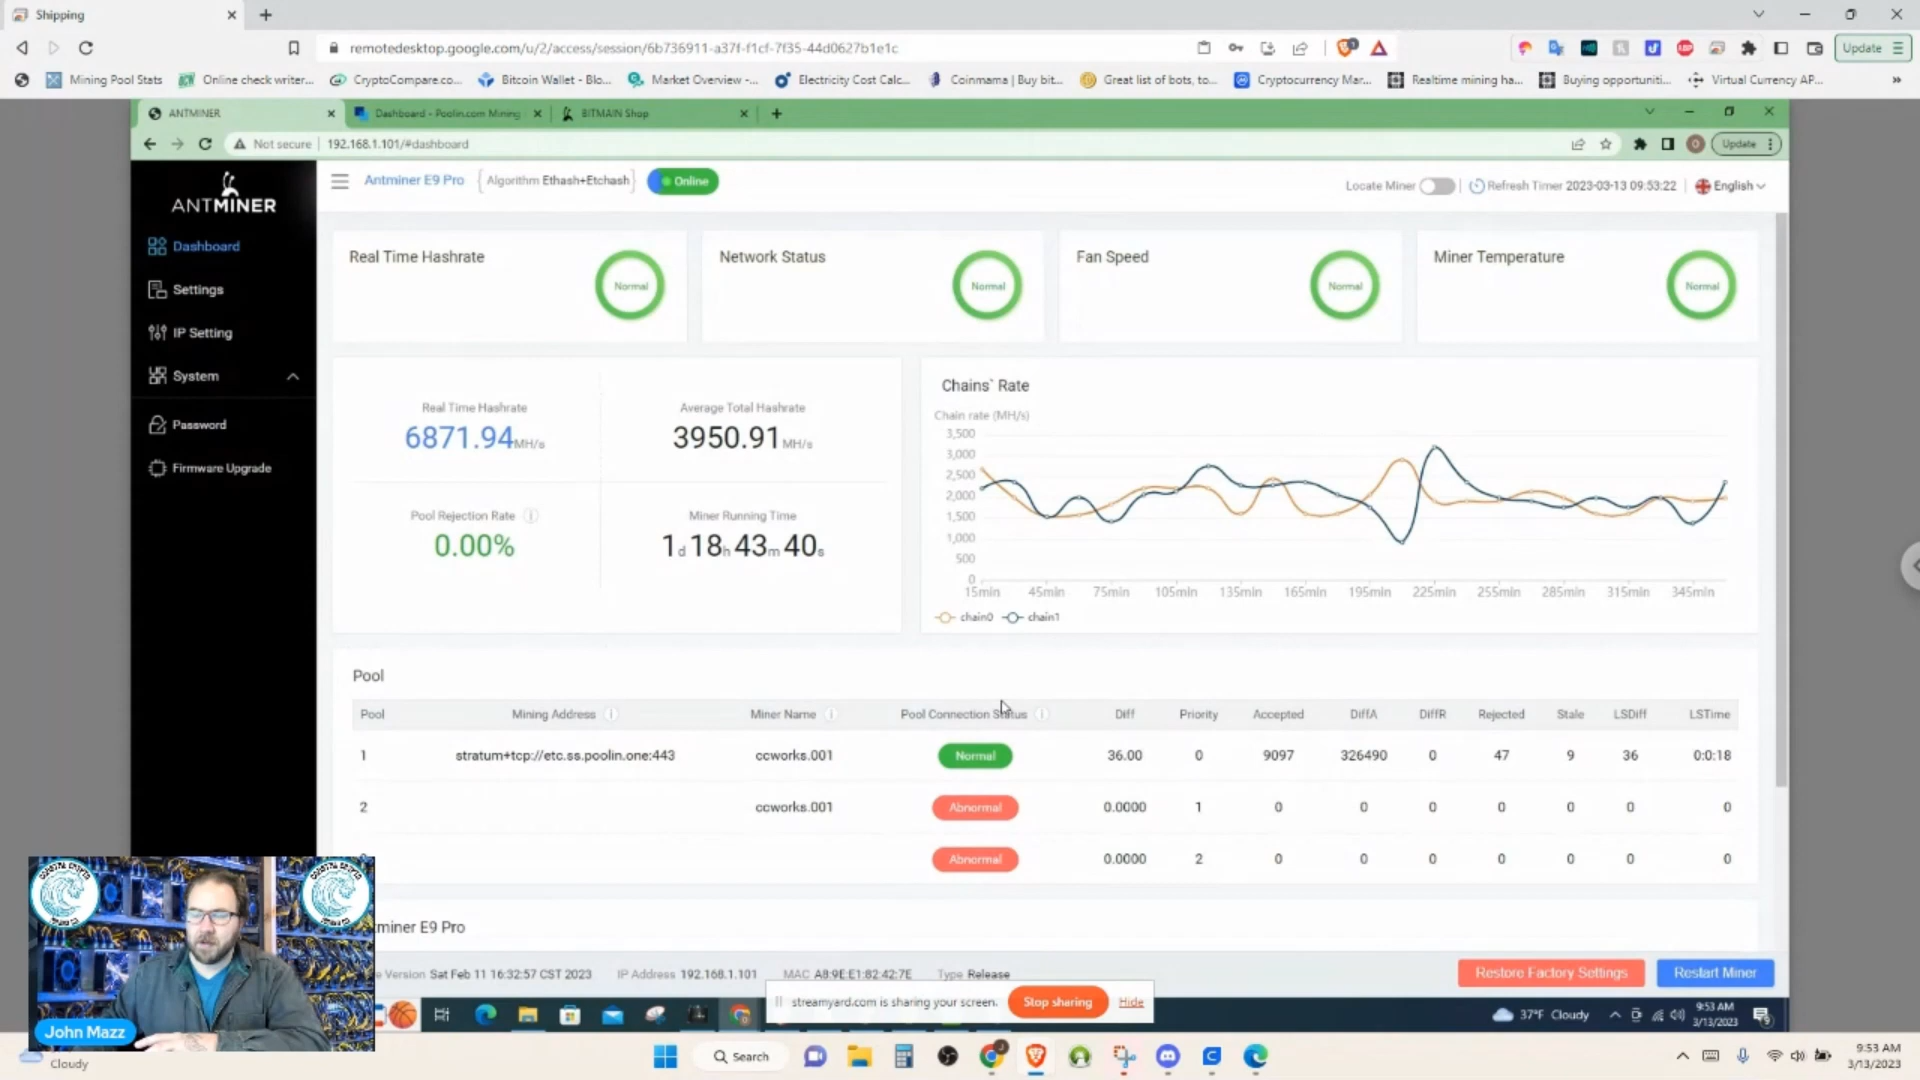 Shipping
remotedesktop.google.com/u/2/access/session/6b736911-a37f-f1cf-7f35-44d0627b1e1c
Update
Mining Pool Stats
Online check writer...
CryptoCompare.co...
Bitcoin Wallet - Blo...
Market Overview -...
Electricity Cost Calc...
Coinmama | Buy bit...
Great list of bots, to...
Cryptocurrency Mar...
Realtime mining ha...
Buying opportuniti...
Virtual Currency AP...
ANTMINER
Dashboard - Poolin.com Mining
BITMAIN Shop
Not secure
192.168.1.101/#dashboard
Update
ANTMINER
Dashboard
Settings
IP Setting
System
Password
Firmware Upgrade
Antminer E9 Pro
Algorithm Ethash+Etchash
Online
Locate Miner
Refresh Timer 2023-03-13 09:53:22
English
Real Time Hashrate
Normal
Network Status
Normal
Fan Speed
Normal
Miner Temperature
Normal
Real Time Hashrate
6871.94 MH/s
Average Total Hashrate
3950.91 MH/s
Pool Rejection Rate
0.00%
Miner Running Time
1d 18h 43m 40s
Chains` Rate
Chain rate (MH/s)
3,500
3,000
2,500
2,000
1,500
1,000
500
0
15min 45min 75min 105min 135min 165min 195min 225min 255min 285min 315min 345min
chain0 chain1
Pool
Pool Mining Address Miner Name Pool Connection Status Diff Priority Accepted DiffA DiffR Rejected Stale LSDiff LSTime
1 stratum+tcp://etc.ss.poolin.one:443 ccworks.001 Normal 36.00 0 9097 326490 0 47 9 36 0:0:18
2 ccworks.001 Abnormal 0.0000 1 0 0 0 0 0 0 0
Abnormal 0.0000 2 0 0 0 0 0 0 0
miner E9 Pro
Version Sat Feb 11 16:32:57 CST 2023
IP Address 192.168.1.101
MAC A8:9E:E1:82:42:7E
Type Release
Restore Factory Settings
Restart Miner
streamyard.com is sharing your screen.
Stop sharing
Hide
37°F Cloudy
9:53 AM
3/13/2023
John Mazz
Cloudy
Search
9:53 AM
3/13/2023